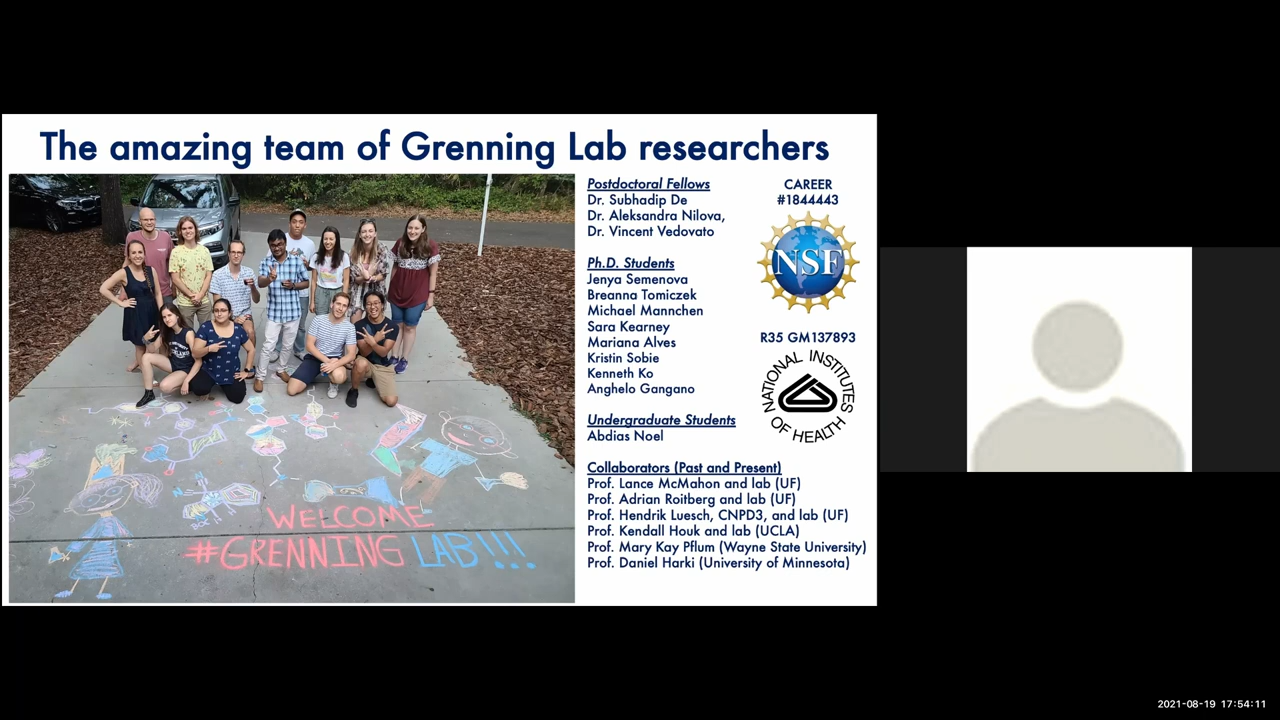 The amazing team of Grenning Lab researchers
Postdoctoral Fellows
Dr. Subhadip De
Dr. Aleksandra Nilova,
Dr. Vincent Vedovato
Ph.D. Students
Jenya Semenova
Breanna Tomiczek
Michael Mannchen
Sara Kearney
Mariana Alves
Kristin Sobie
Kenneth Ko
Anghelo Gangano
Undergraduate Students
Abdias Noel
Collaborators (Past and Present)
Prof. Lance McMahon and lab (UF)
Prof. Adrian Roitberg and lab (UF)
Prof. Hendrik Luesch, CNPD3, and lab (UF)
Prof. Kendall Houk and lab (UCLA)
Prof. Mary Kay Pflum (Wayne State University)
Prof. Daniel Harki (University of Minnesota)
CAREER
#1844443
NSF
R35 GM137893
NATIONAL INSTITUTES
OF HEALTH
WELCOME
#GRENNING LAB!!!
2021-08-19 17:54:11